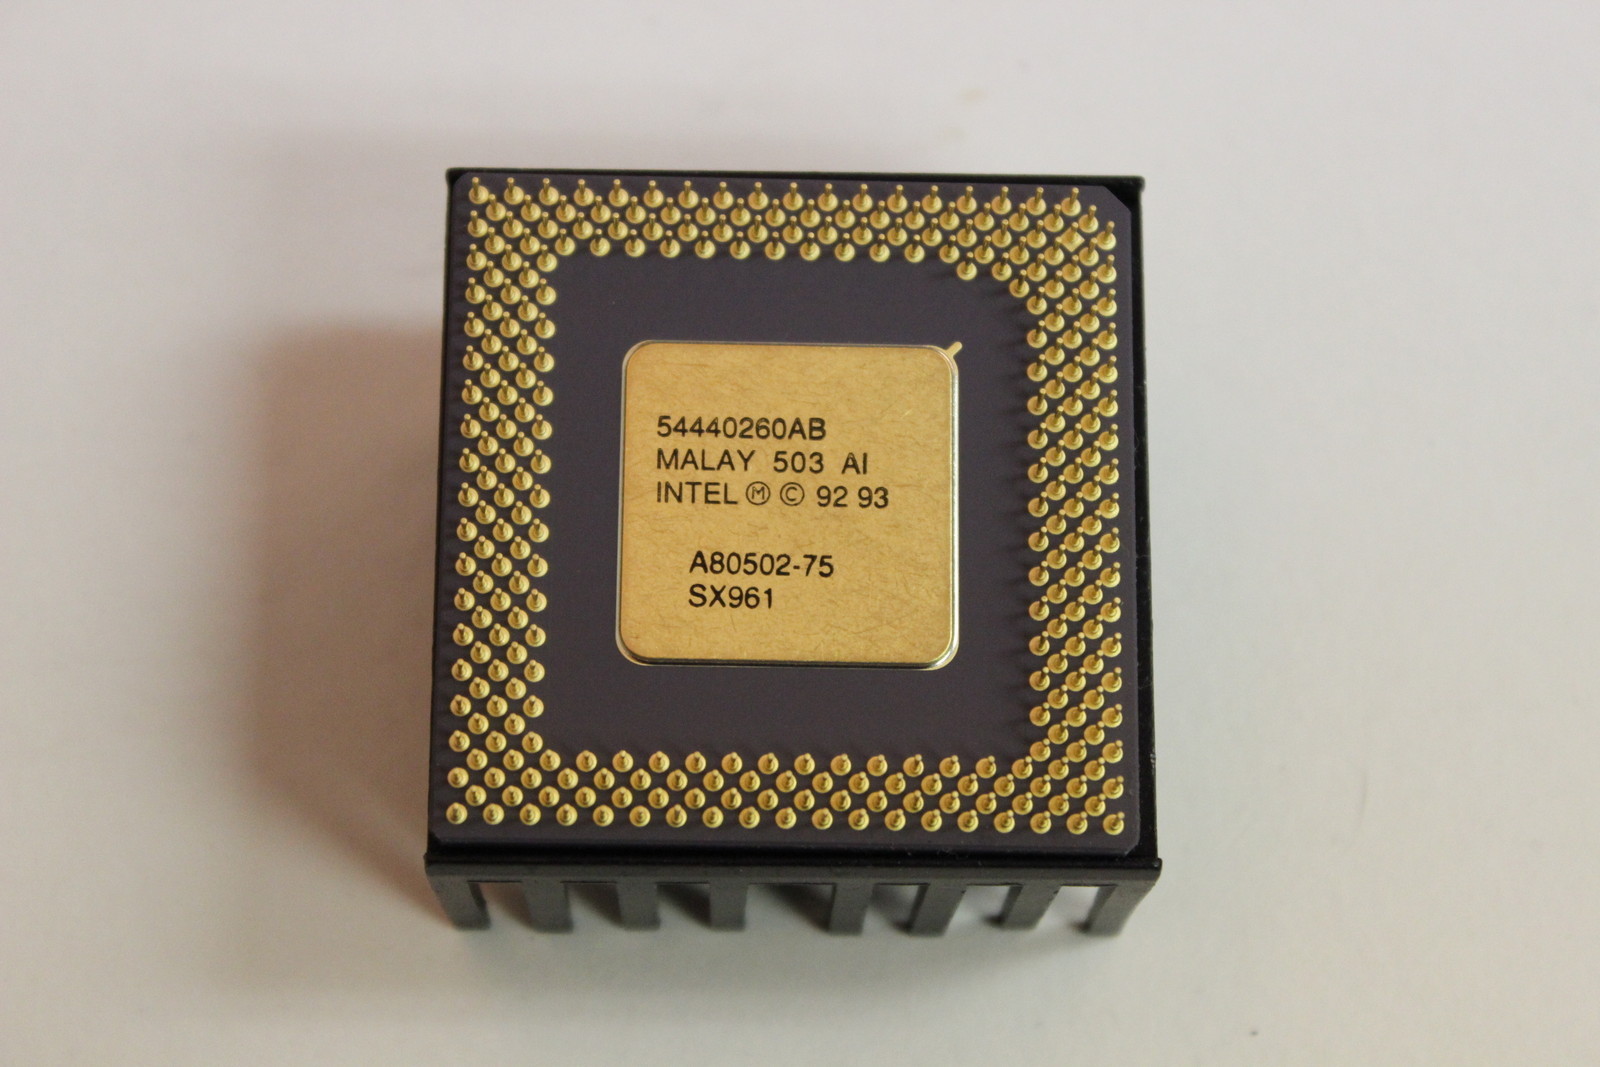 54440260AB
MALAY 503 AI
INTEL Ⓜ © 92 93
A80502-75
SX961